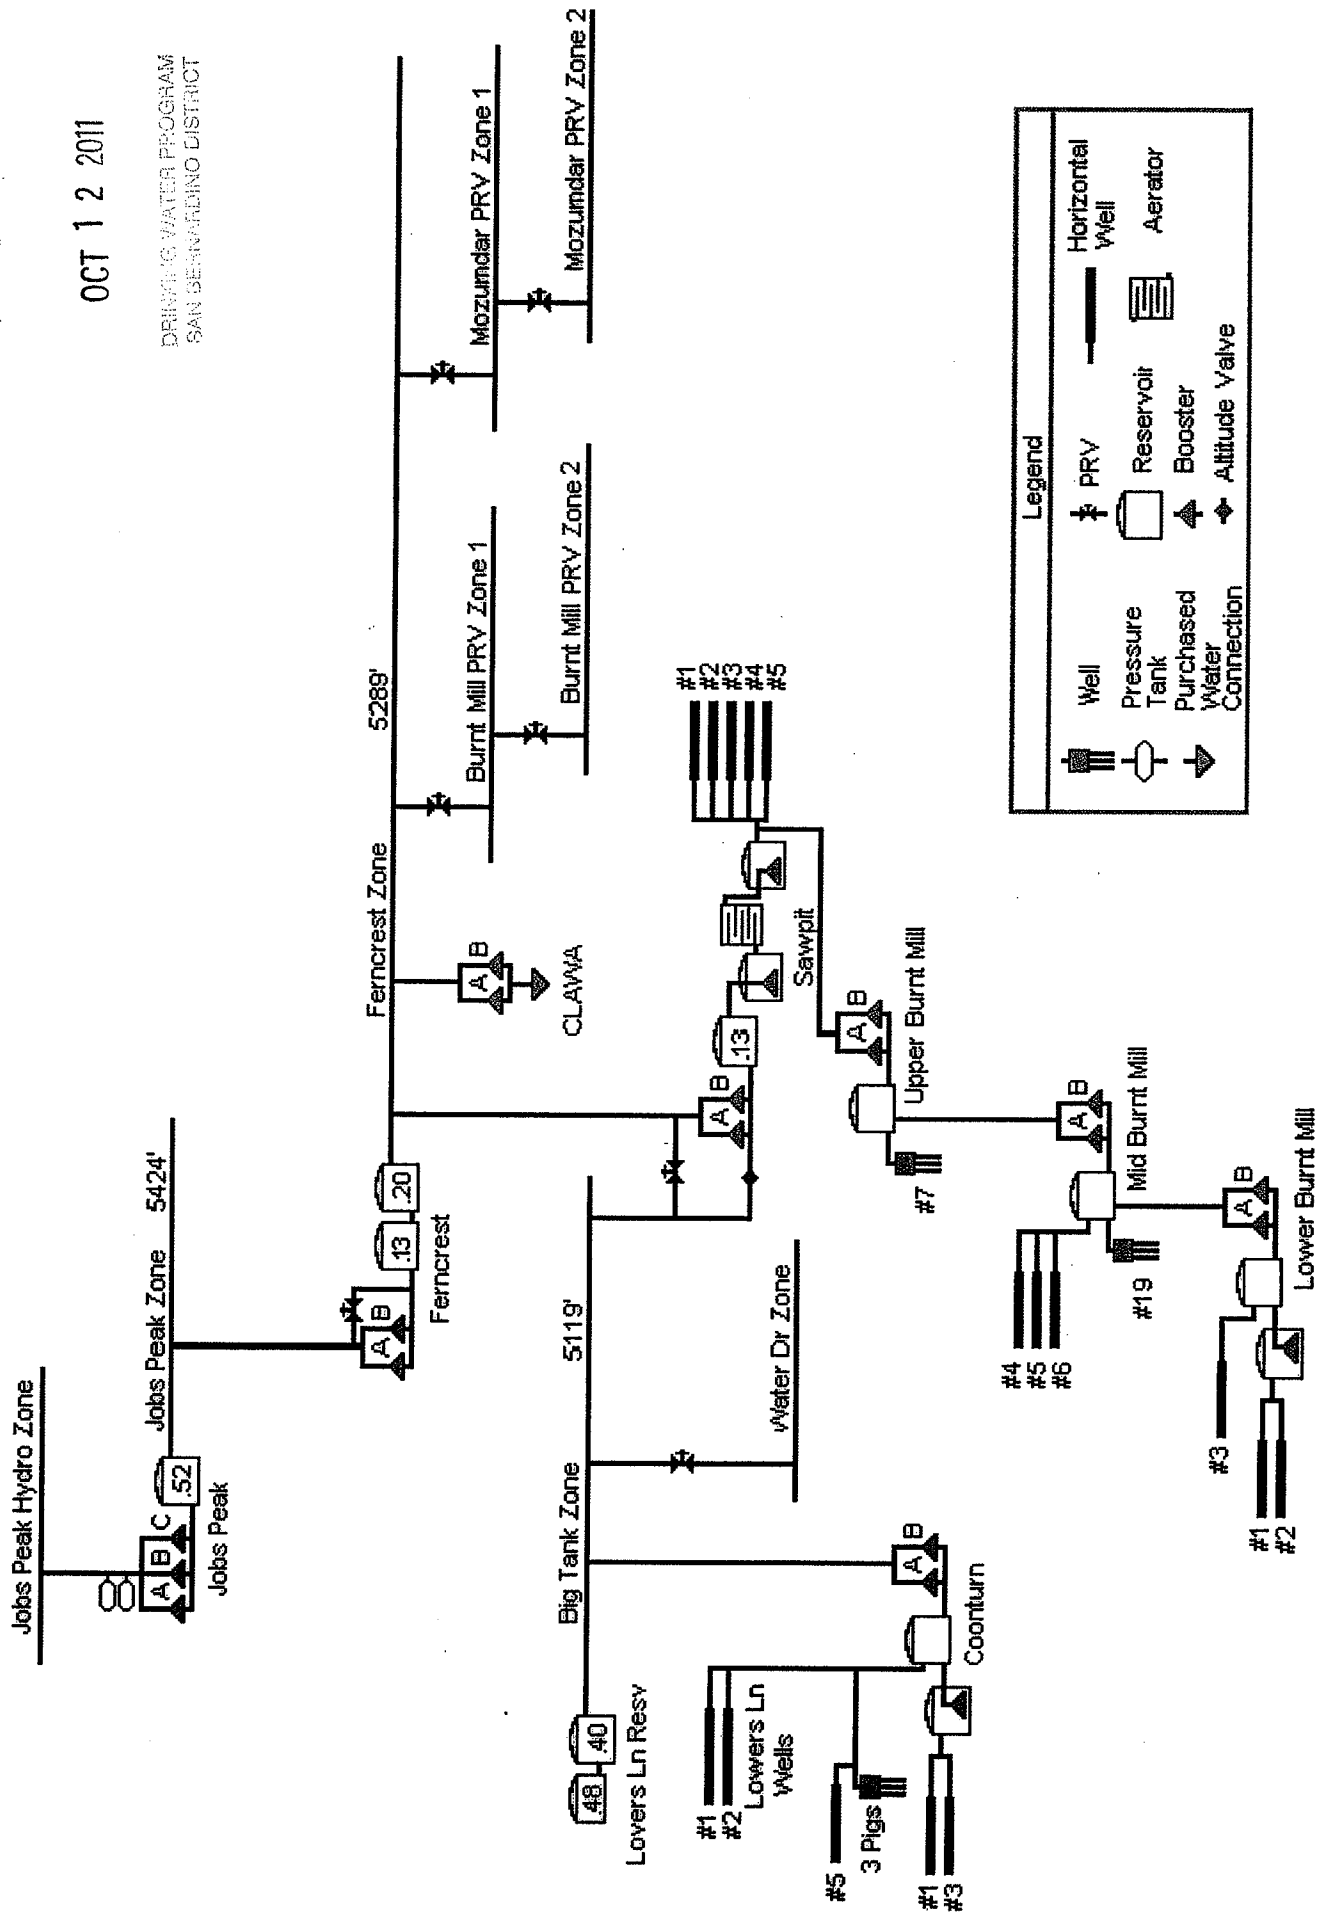 OCT 12 2011
DRINKING WATER PROGRAM
SAN BERNARDINO DISTRICT
Jobs Peak Hydro Zone
A
B
C
.52
Jobs Peak
Jobs Peak Zone 5424'
A
B
.13
.20
Ferncrest
Ferncrest Zone
5289'
A
B
CLAWA
Burnt Mill PRV Zone 1
Burnt Mill PRV Zone 2
Mozumdar PRV Zone 1
Mozumdar PRV Zone 2
.48
.40
Lovers Ln Resv
Big Tank Zone
5119'
Water Dr Zone
A
B
.13
Sawpit
#1
#2
#3
#4
#5
#1
#2
Lowers Ln
Wells
#5
3 Pigs
#1
#3
Coonturn
A
B
A
B
Upper Burnt Mill
#7
A
B
Mid Burnt Mill
#4
#5
#6
#19
A
B
Lower Burnt Mill
#3
#1
#2
Legend
Well
PRV
Horizontal
Well
Pressure
Tank
Reservoir
Aerator
Purchased
Water
Connection
Booster
Altitude Valve